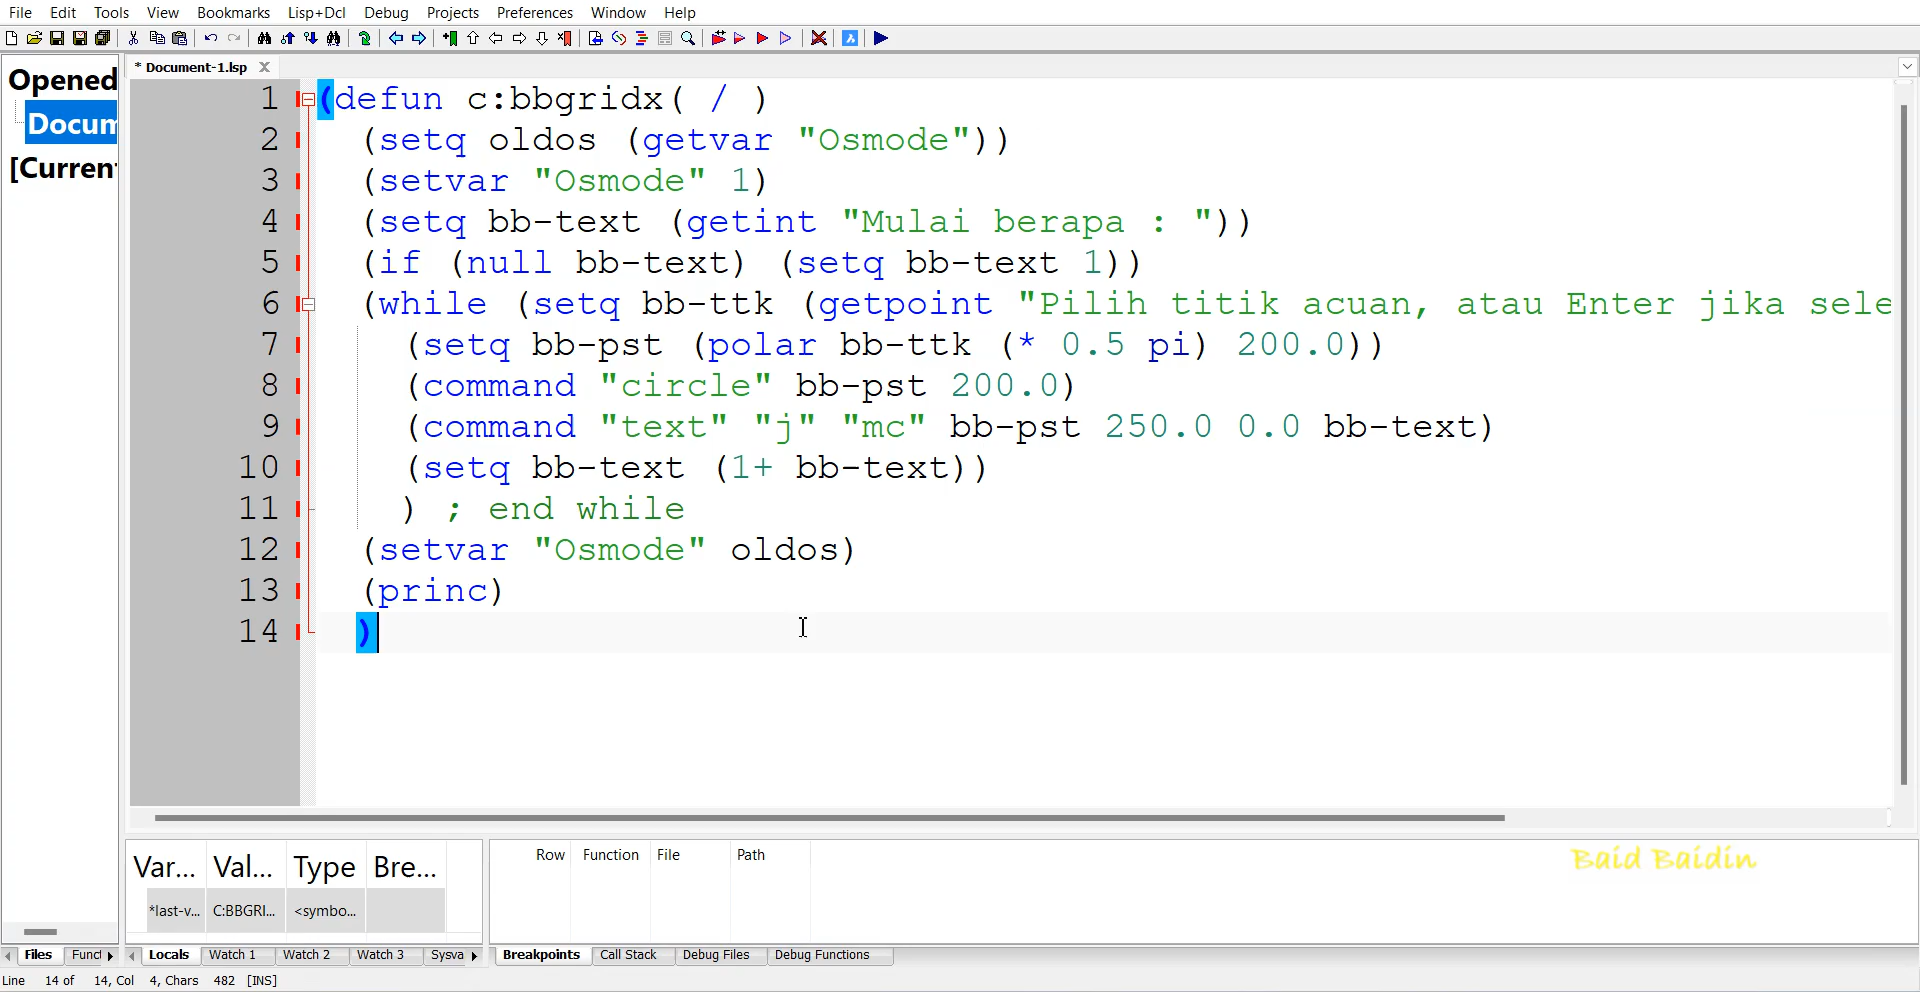 File Edit Tools View Bookmarks Lisp+Dcl Debug Projects Preferences Window Help
Opened
Docum
[Curren
* Document-1.lsp
1 (defun c:bbgridx( / )
2 (setq oldos (getvar "Osmode"))
3 (setvar "Osmode" 1)
4 (setq bb-text (getint "Mulai berapa : "))
5 (if (null bb-text) (setq bb-text 1))
6 (while (setq bb-ttk (getpoint "Pilih titik acuan, atau Enter jika sele
7 (setq bb-pst (polar bb-ttk (* 0.5 pi) 200.0))
8 (command "circle" bb-pst 200.0)
9 (command "text" "j" "mc" bb-pst 250.0 0.0 bb-text)
10 (setq bb-text (1+ bb-text))
11 ) ; end while
12 (setvar "Osmode" oldos)
13 (princ)
14 )
Var... Val... Type Bre...
*last-v... C:BBGRI... <symbo...
Row Function File Path
Baid Baidin
Files Funct
Locals Watch 1 Watch 2 Watch 3 Sysva
Breakpoints Call Stack Debug Files Debug Functions
Line 14 of 14, Col 4, Chars 482 [INS]